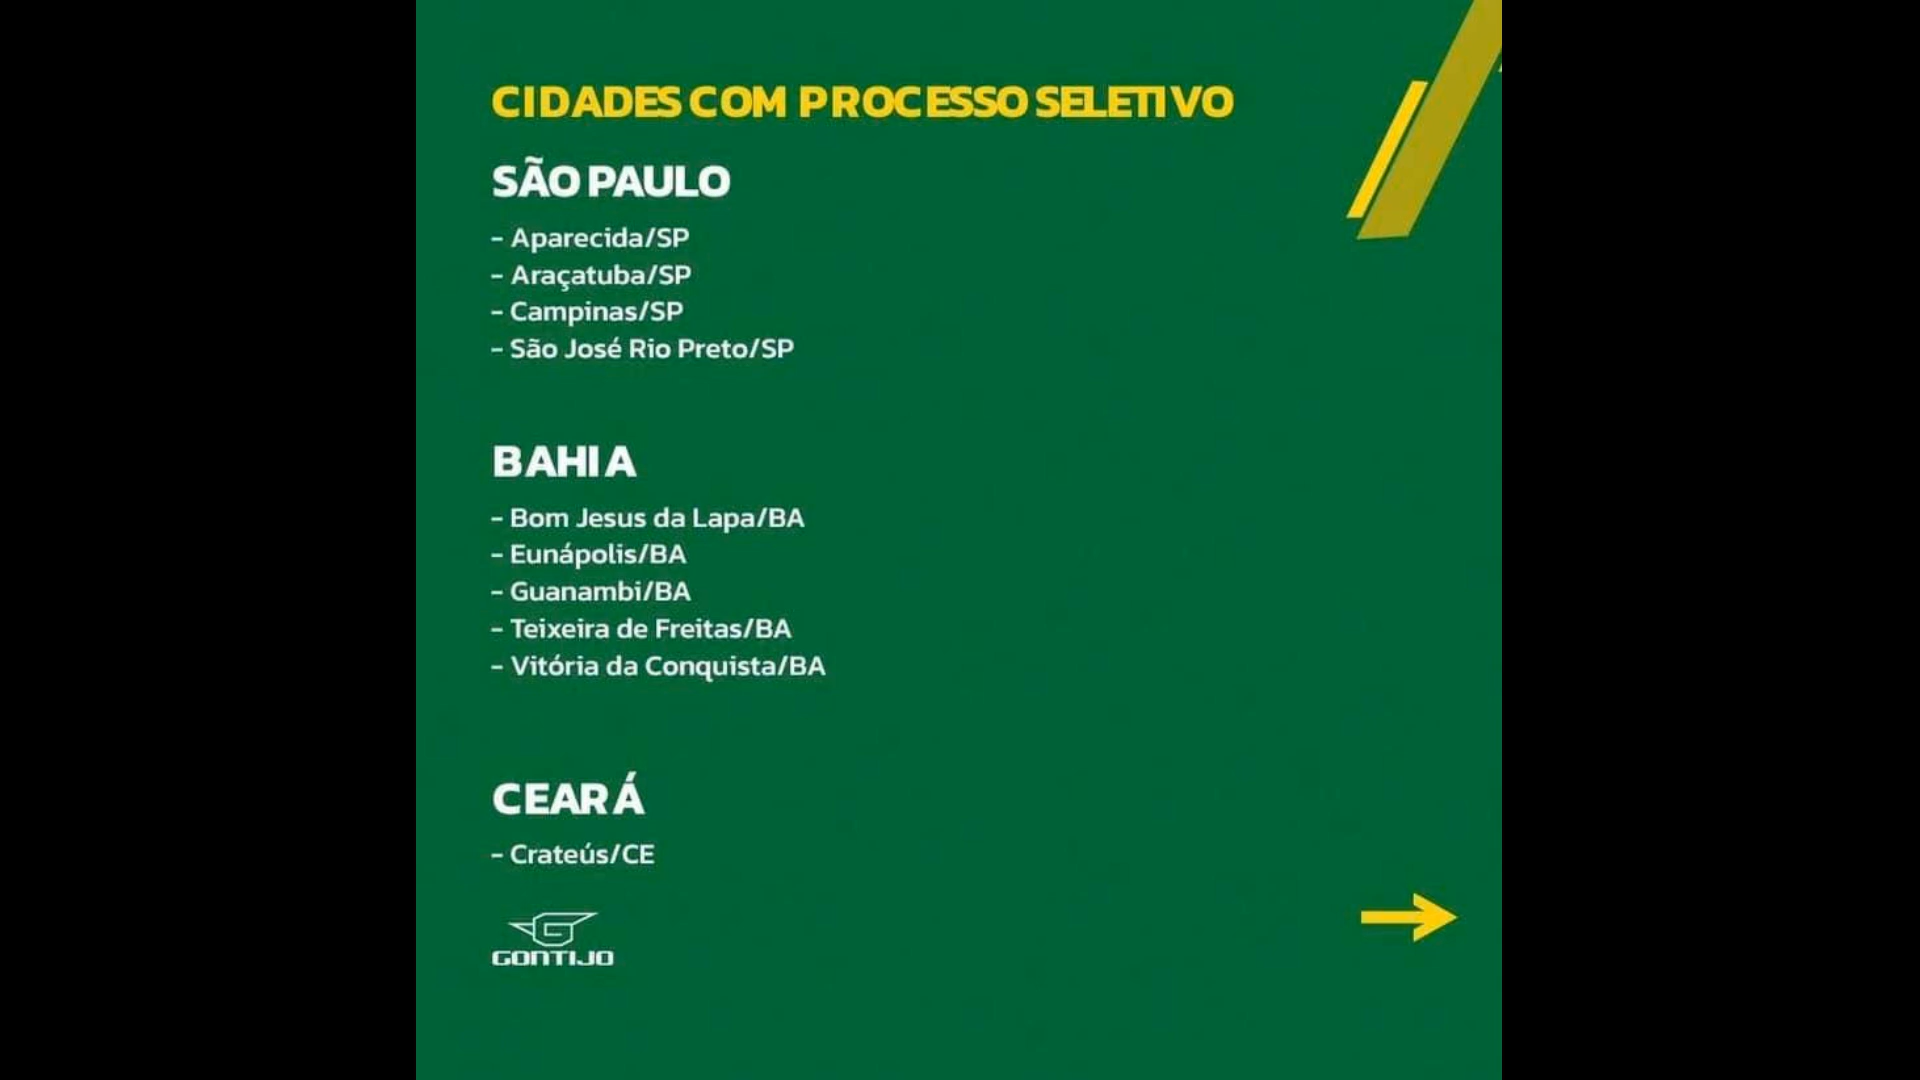 CIDADES COM PROCESSO SELETIVO
SÃO PAULO
- Aparecida/SP
- Araçatuba/SP
- Campinas/SP
- São José Rio Preto/SP
BAHIA
- Bom Jesus da Lapa/BA
- Eunápolis/BA
- Guanambi/BA
- Teixeira de Freitas/BA
- Vitória da Conquista/BA
CEARÁ
- Crateús/CE
GONTIJO